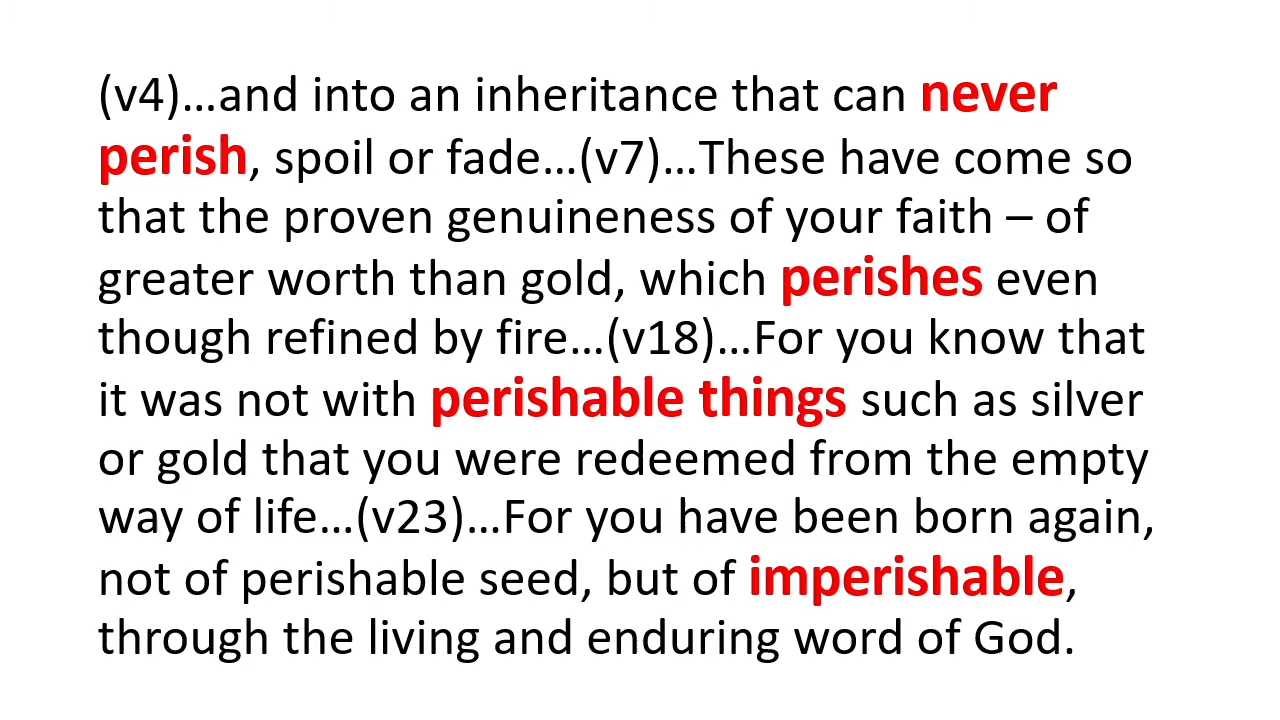 (v4)…and into an inheritance that can never
perish, spoil or fade…(v7)…These have come so
that the proven genuineness of your faith – of
greater worth than gold, which perishes even
though refined by fire…(v18)…For you know that
it was not with perishable things such as silver
or gold that you were redeemed from the empty
way of life…(v23)…For you have been born again,
not of perishable seed, but of imperishable,
through the living and enduring word of God.